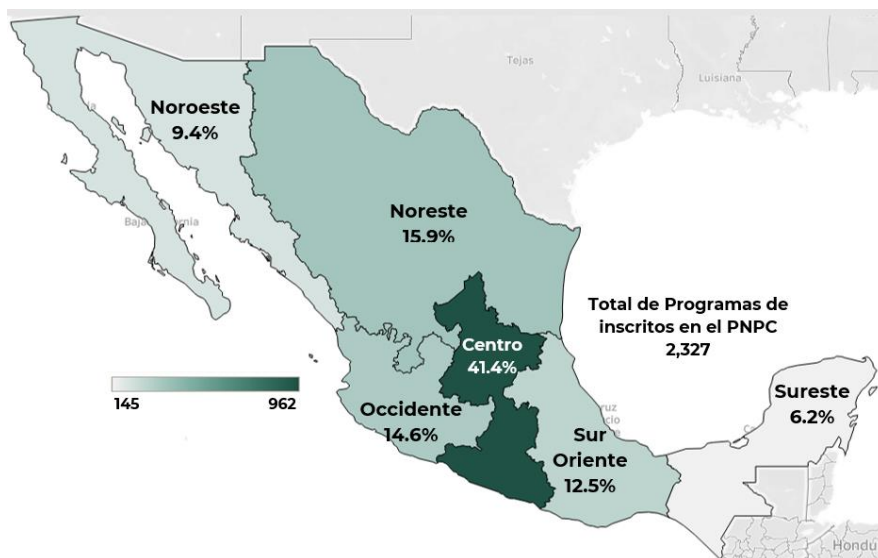 Tejas
Luisiana
Noroeste
9.4%
Noreste
15.9%
Total de Programas de
inscritos en el PNPC
2,327
Centro
41.4%
145
962
Occidente
14.6%
Sureste
6.2%
Sur
Oriente
12.5%
Hondu